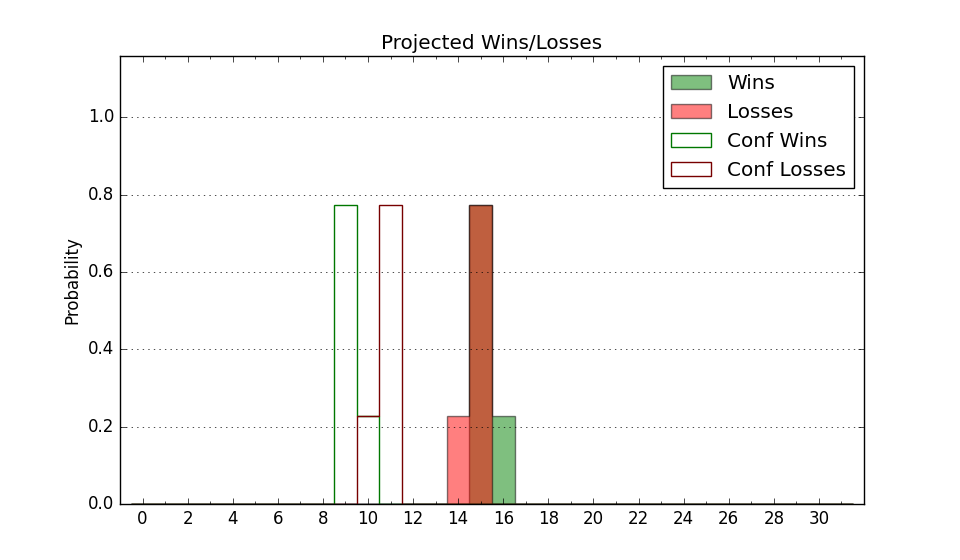 Projected Wins/Losses
Wins
Losses
Conf Wins
Conf Losses
Probability
1.0
0.8
0.6
0.4
0.2
0.0
0 2 4 6 8 10 12 14 16 18 20 22 24 26 28 30